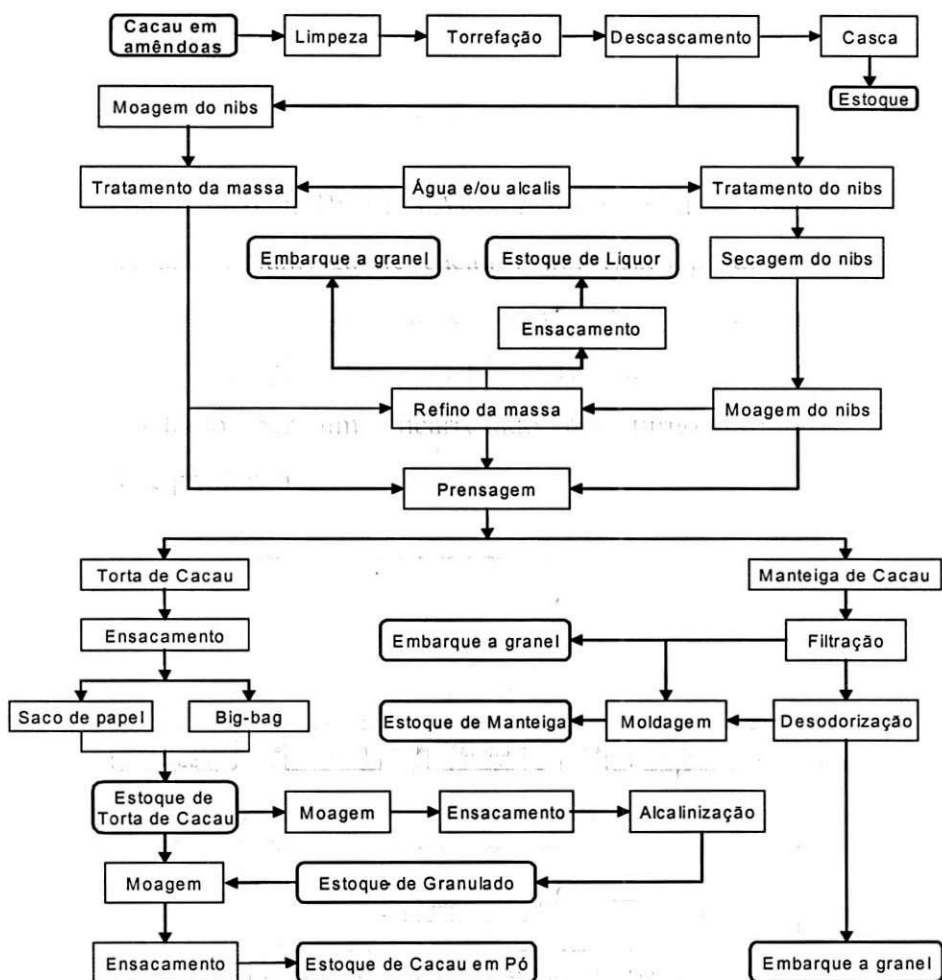 Cacau em
amêndoas
Limpeza
Torrefação
Descascamento
Casca
Estoque
Moagem do nibs
Tratamento da massa
Água e/ou alcalis
Tratamento do nibs
Embarque a granel
Estoque de Liquor
Secagem do nibs
Ensacamento
Refino da massa
Moagem do nibs
Prensagem
Torta de Cacau
Manteiga de Cacau
Ensacamento
Embarque a granel
Filtração
Saco de papel
Big-bag
Estoque de Manteiga
Moldagem
Desodorização
Estoque de
Torta de Cacau
Moagem
Ensacamento
Alcalinização
Moagem
Estoque de Granulado
Ensacamento
Estoque de Cacau em Pó
Embarque a granel